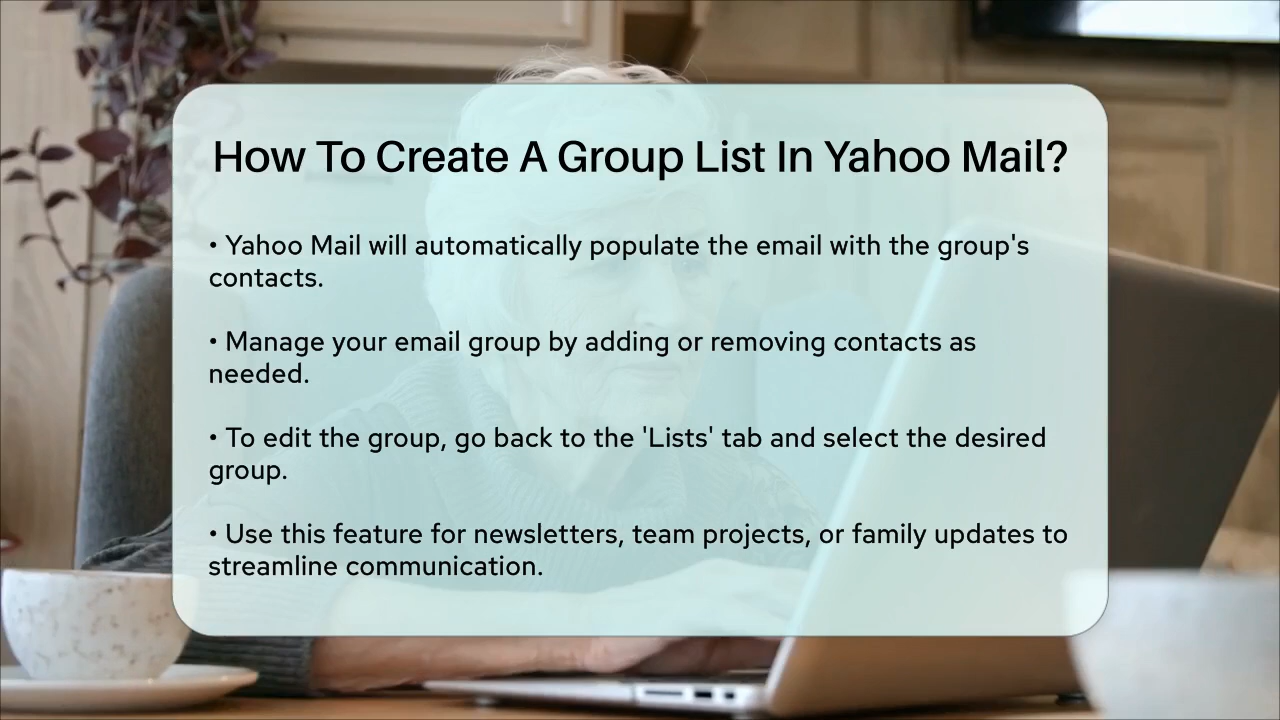 How To Create A Group List In Yahoo Mail?
• Yahoo Mail will automatically populate the email with the group's
contacts.
• Manage your email group by adding or removing contacts as
needed.
• To edit the group, go back to the 'Lists' tab and select the desired
group.
• Use this feature for newsletters, team projects, or family updates to
streamline communication.